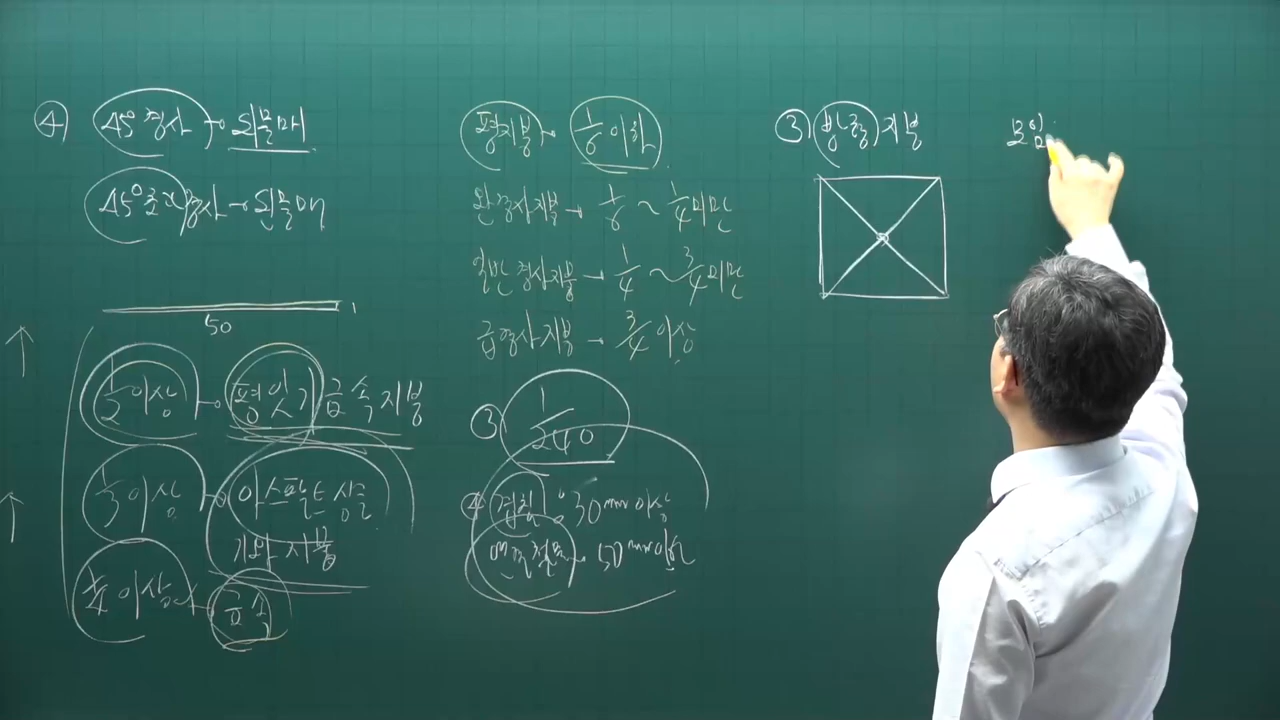 ④ 45° 경사 → 되물매
45° 초과경사 → 된물매
50
1/2 이상 → 평잇기 금속지붕
1/3 이상 → 아스팔트 싱글
기와 지붕
1/4 이상 → 금속
평지붕 → 1/6 이하
완경사지붕 → 1/6 ~ 1/4 미만
일반 경사지붕 → 1/4 ~ 3/4 미만
급경사지붕 → 3/4 이상
③ 1/240
④ 겹침 : 30mm 이상
50mm
③ 방형지붕
모임